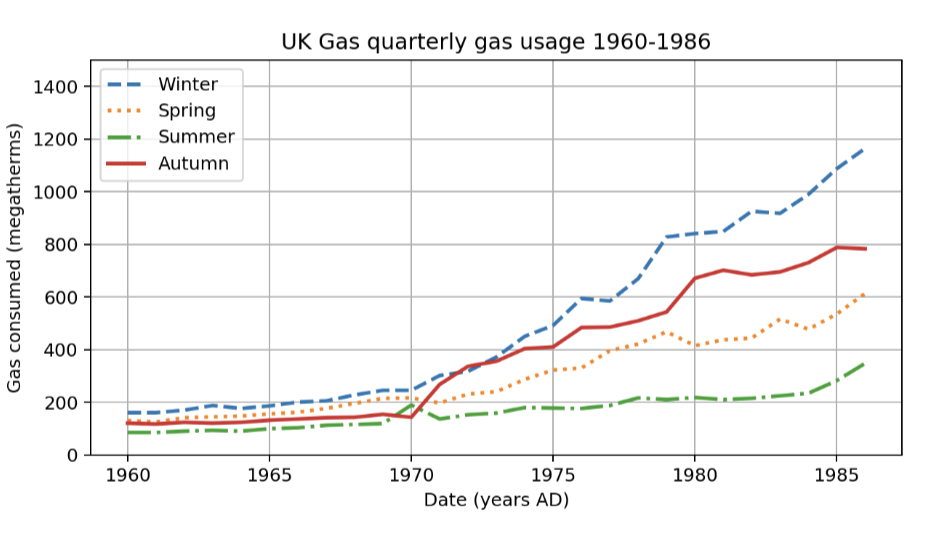 UK Gas quarterly gas usage 1960-1986
Winter
Spring
Summer
Autumn
Gas consumed (megatherms)
1400
1200
1000
800
600
400
200
0
1960 1965 1970 1975 1980 1985
Date (years AD)